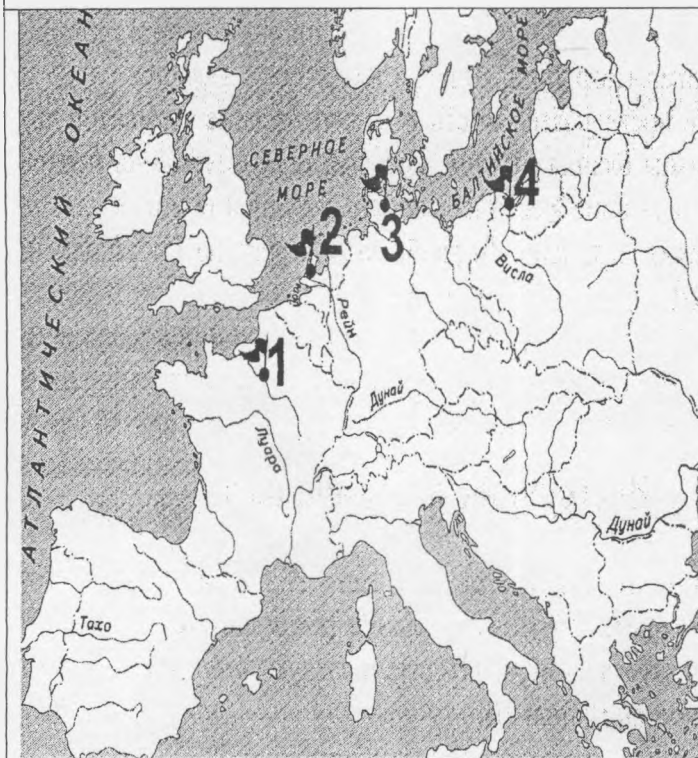 АТЛАНТИЧЕСКИЙ ОКЕАН
СЕВЕРНОЕ
МОРЕ
БАЛТИЙСКОЕ МОРЕ
2
3
4
1
Висла
Рейн
Дунай
Луара
Дунай
Тахо